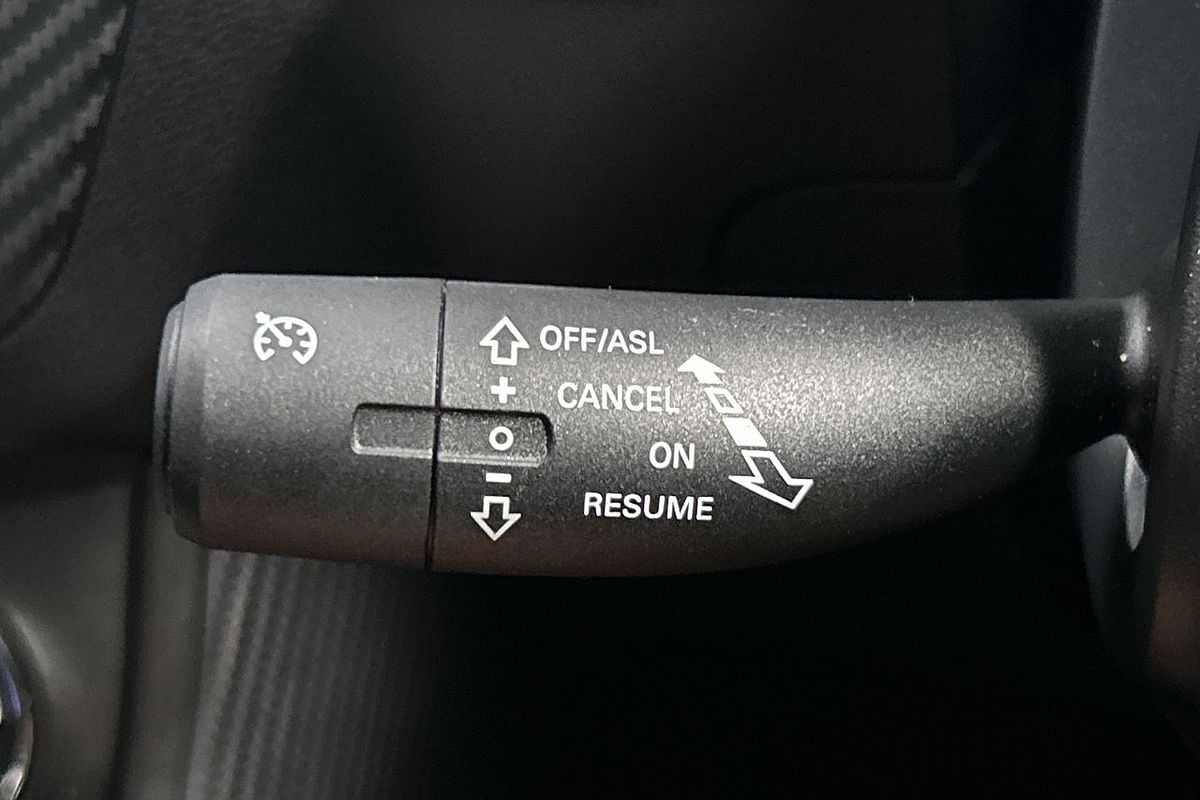 OFF/ASL
+ CANCEL
O ON
− RESUME